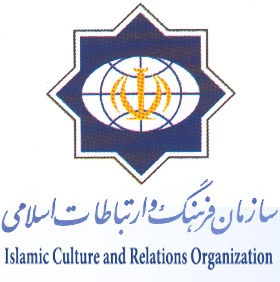 سازمان فرهنگ و ارتباطات اسلامی
Islamic Culture and Relations Organization